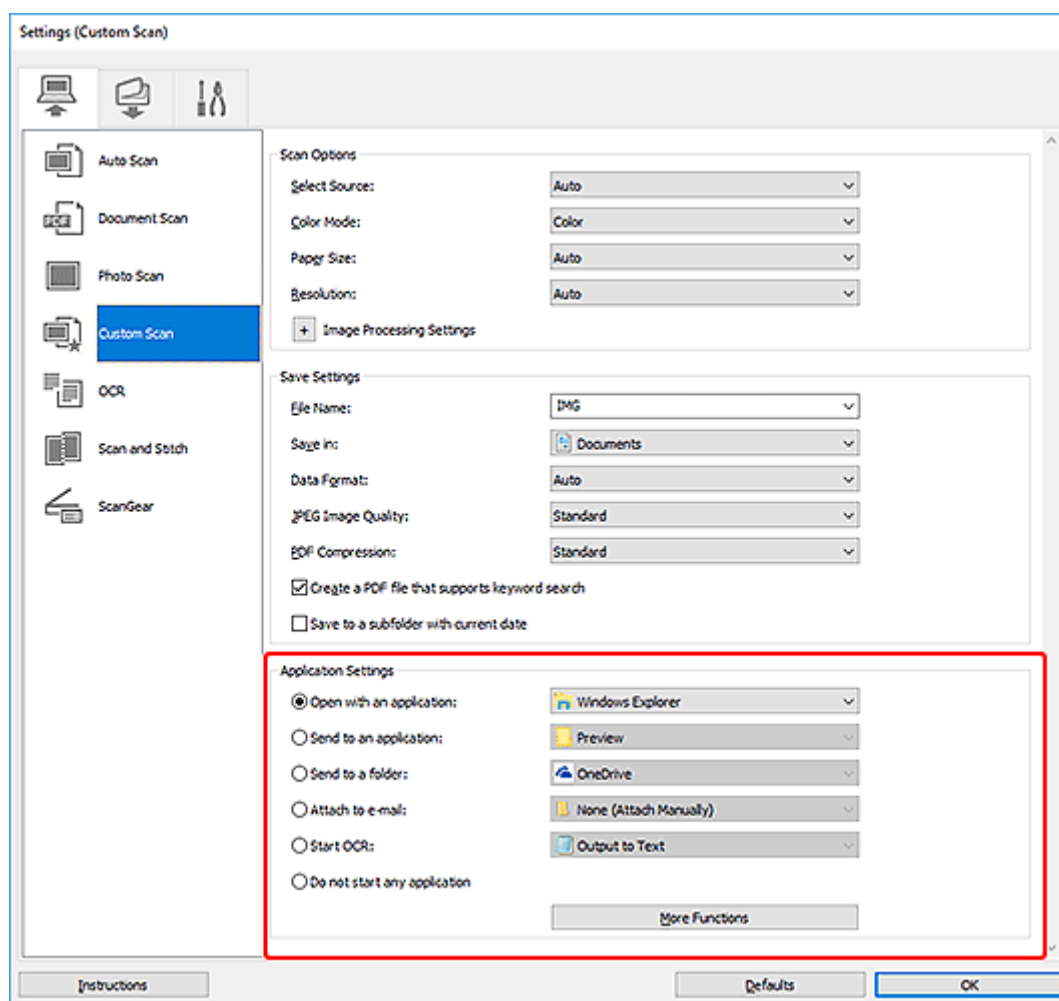 Settings (Custom Scan)
Auto Scan
Document Scan
Photo Scan
Custom Scan
OCR
Scan and Stitch
ScanGear
Scan Options
Select Source: Auto
Color Mode: Color
Paper Size: Auto
Resolution: Auto
+ Image Processing Settings
Save Settings
File Name: IMG
Save in: Documents
Data Format: Auto
JPEG Image Quality: Standard
PDF Compression: Standard
Create a PDF file that supports keyword search
Save to a subfolder with current date
Application Settings
Open with an application: Windows Explorer
Send to an application: Preview
Send to a folder: OneDrive
Attach to e-mail: None (Attach Manually)
Start OCR: Output to Text
Do not start any application
More Functions
Instructions Defaults OK